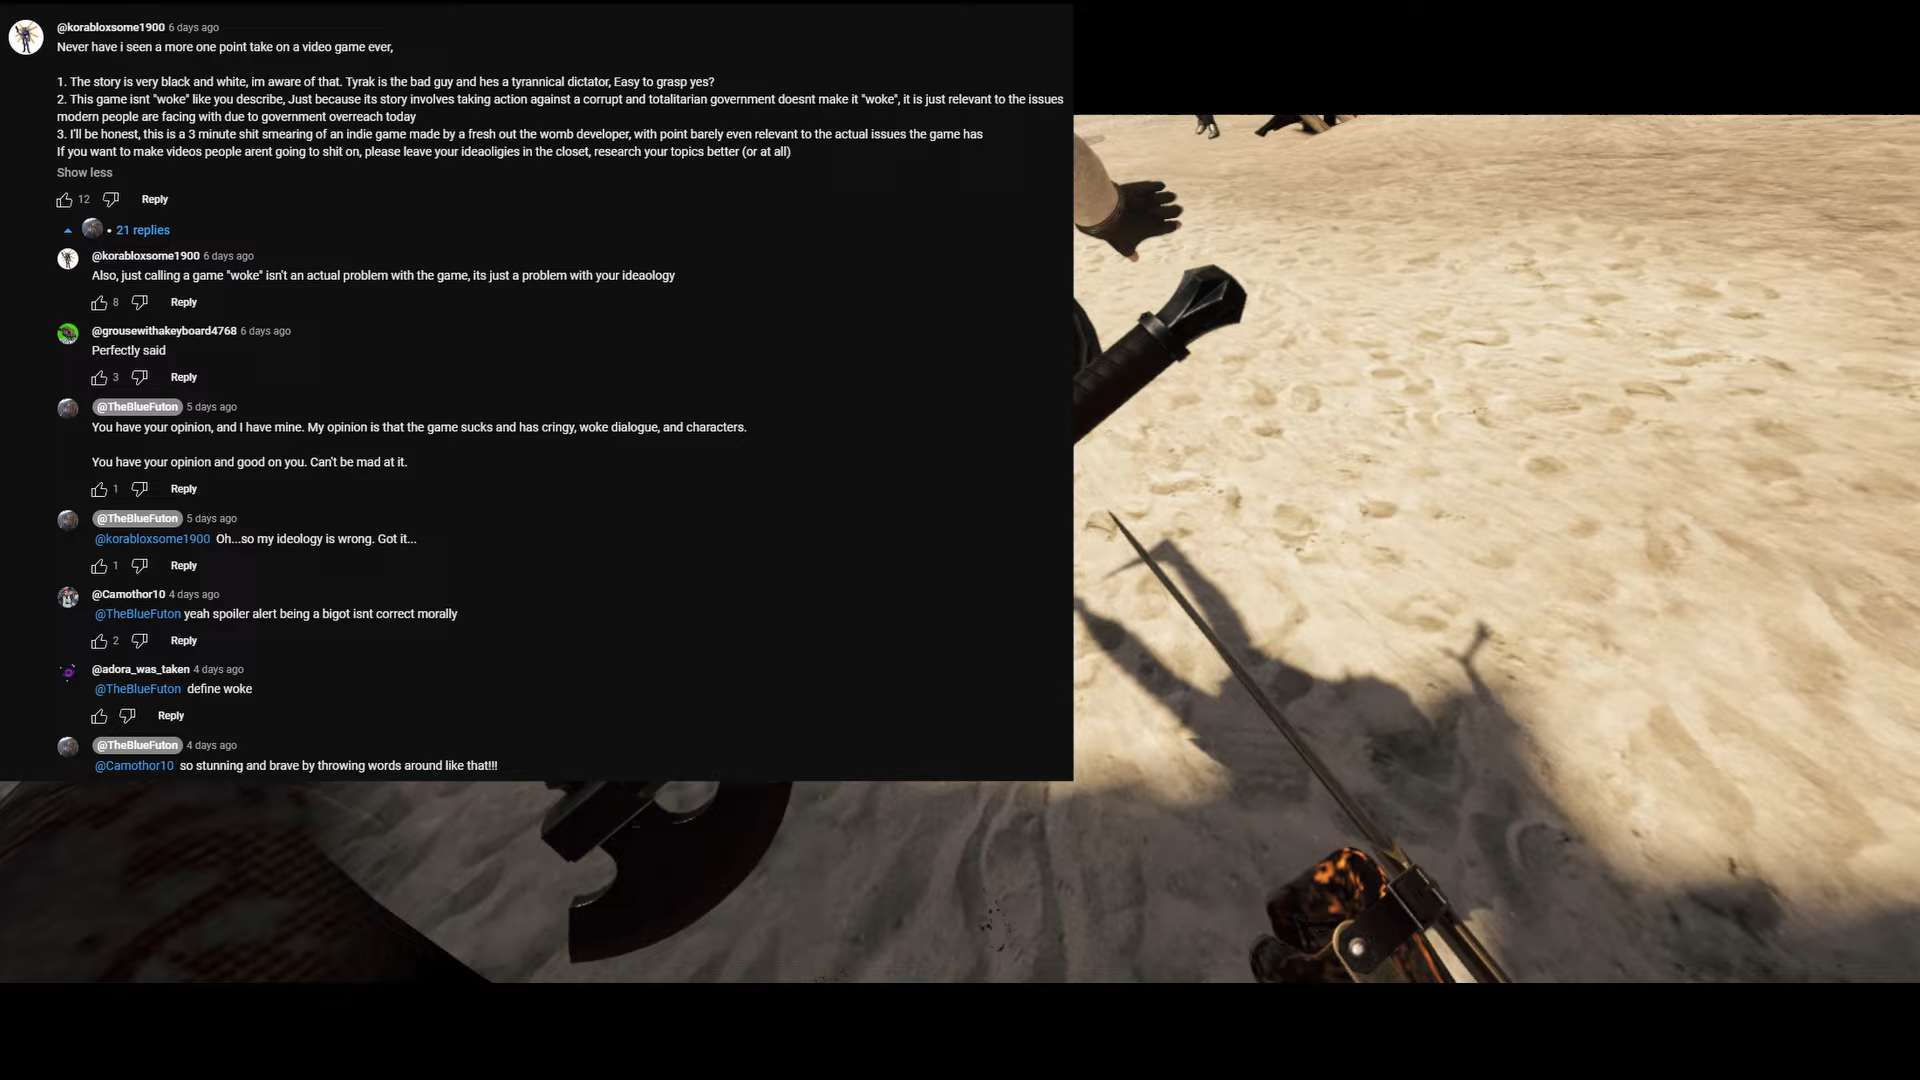 @korabloxsome1900 6 days ago
Never have i seen a more one point take on a video game ever,
1. The story is very black and white, im aware of that. Tyrak is the bad guy and hes a tyrannical dictator, Easy to grasp yes?
2. This game isnt "woke" like you describe, Just because its story involves taking action against a corrupt and totalitarian government doesnt make it "woke", it is just relevant to the issues
modern people are facing with due to government overreach today
3. I'll be honest, this is a 3 minute shit smearing of an indie game made by a fresh out the womb developer, with point barely even relevant to the actual issues the game has
If you want to make videos people arent going to shit on, please leave your ideaoligies in the closet, research your topics better (or at all)
Show less
12 Reply
• 21 replies
@korabloxsome1900 6 days ago
Also, just calling a game "woke" isn't an actual problem with the game, its just a problem with your ideaology
8 Reply
@grousewithakeyboard4768 6 days ago
Perfectly said
3 Reply
@TheBlueFuton 5 days ago
You have your opinion, and I have mine. My opinion is that the game sucks and has cringy, woke dialogue, and characters.
You have your opinion and good on you. Can't be mad at it.
1 Reply
@TheBlueFuton 5 days ago
@korabloxsome1900 Oh...so my ideology is wrong. Got it...
1 Reply
@Camothor10 4 days ago
@TheBlueFuton yeah spoiler alert being a bigot isnt correct morally
2 Reply
@adora_was_taken 4 days ago
@TheBlueFuton define woke
Reply
@TheBlueFuton 4 days ago
@Camothor10 so stunning and brave by throwing words around like that!!!